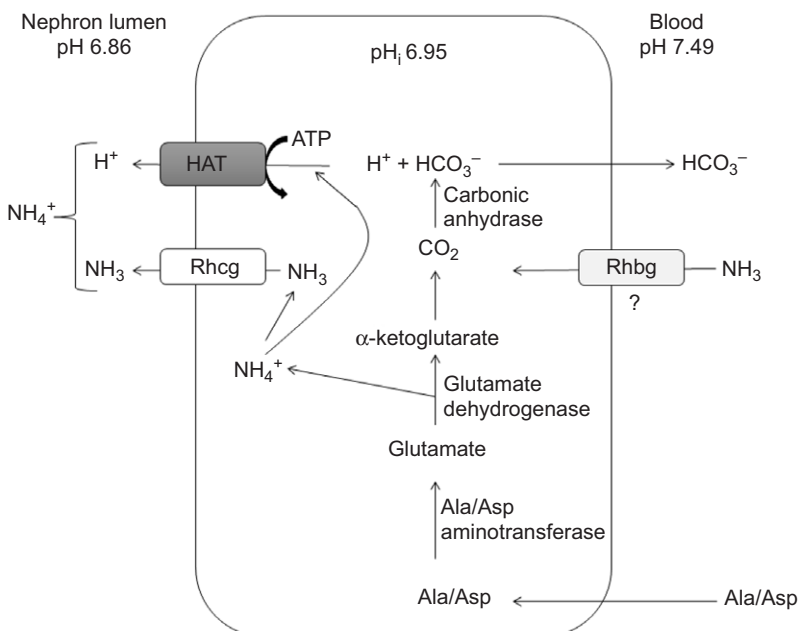 Nephron lumen
pH 6.86
pHi 6.95
Blood
pH 7.49
H⁺
HAT
ATP
H⁺ + HCO₃⁻
HCO₃⁻
Carbonic
anhydrase
NH₄⁺
CO₂
NH₃
Rhcg
NH₃
Rhbg
NH₃
?
α-ketoglutarate
NH₄⁺
Glutamate
dehydrogenase
Glutamate
Ala/Asp
aminotransferase
Ala/Asp
Ala/Asp